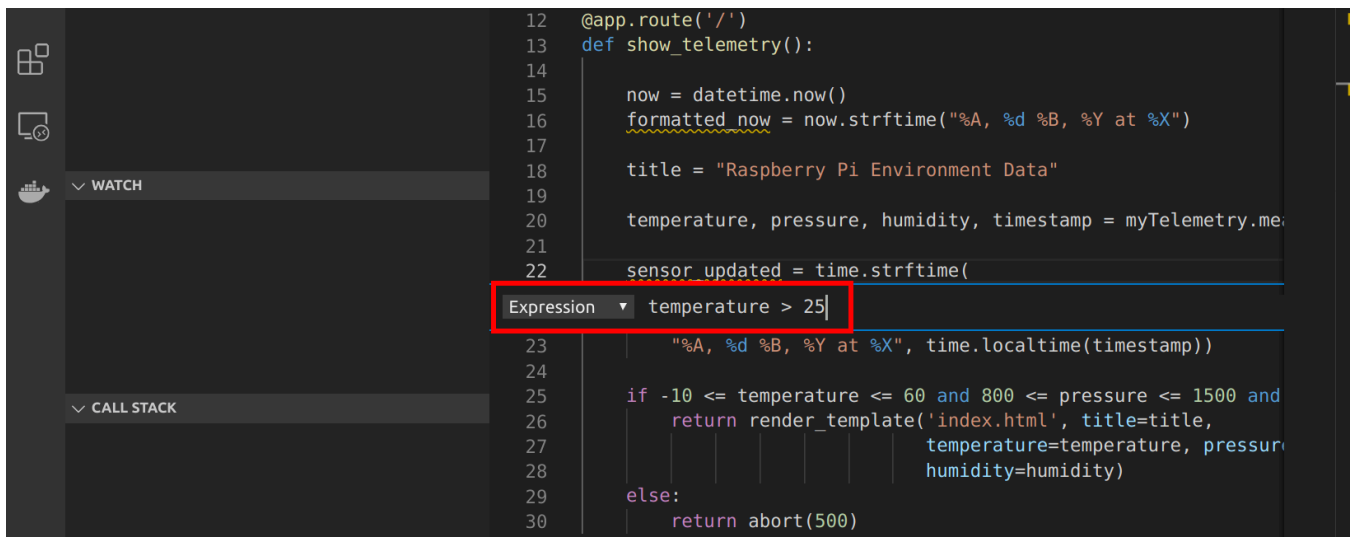 WATCH
CALL STACK
12 @app.route('/')
13 def show_telemetry():
14
15 now = datetime.now()
16 formatted_now = now.strftime("%A, %d %B, %Y at %X")
17
18 title = "Raspberry Pi Environment Data"
19
20 temperature, pressure, humidity, timestamp = myTelemetry.mea
21
22 sensor_updated = time.strftime(
Expression temperature > 25
23 "%A, %d %B, %Y at %X", time.localtime(timestamp))
24
25 if -10 <= temperature <= 60 and 800 <= pressure <= 1500 and
26 return render_template('index.html', title=title,
27 temperature=temperature, pressure
28 humidity=humidity)
29 else:
30 return abort(500)